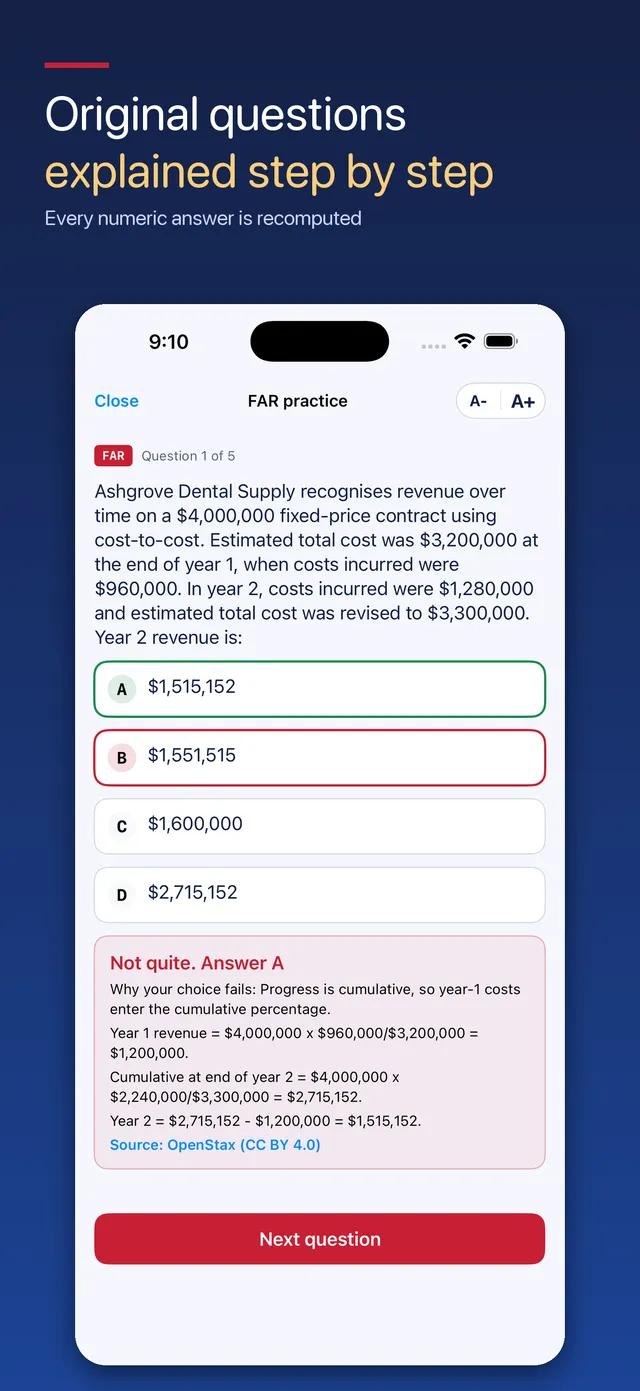 Original questions
explained step by step
Every numeric answer is recomputed
9:10
Close
FAR practice
A-
A+
FAR
Question 1 of 5
Ashgrove Dental Supply recognises revenue over
time on a $4,000,000 fixed-price contract using
cost-to-cost. Estimated total cost was $3,200,000 at
the end of year 1, when costs incurred were
$960,000. In year 2, costs incurred were $1,280,000
and estimated total cost was revised to $3,300,000.
Year 2 revenue is:
A $1,515,152
B $1,551,515
C $1,600,000
D $2,715,152
Not quite. Answer A
Why your choice fails: Progress is cumulative, so year-1 costs
enter the cumulative percentage.
Year 1 revenue = $4,000,000 x $960,000/$3,200,000 =
$1,200,000.
Cumulative at end of year 2 = $4,000,000 x
$2,240,000/$3,300,000 = $2,715,152.
Year 2 = $2,715,152 - $1,200,000 = $1,515,152.
Source: OpenStax (CC BY 4.0)
Next question